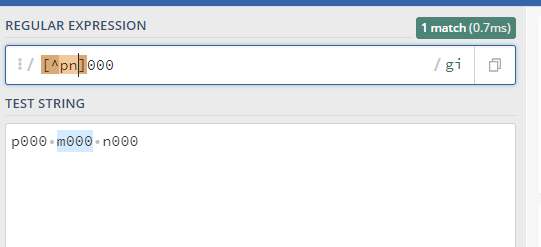 REGULAR EXPRESSION
1 match (0.7ms)
/ [^pn]000 / gi
TEST STRING
p000·m000·n000